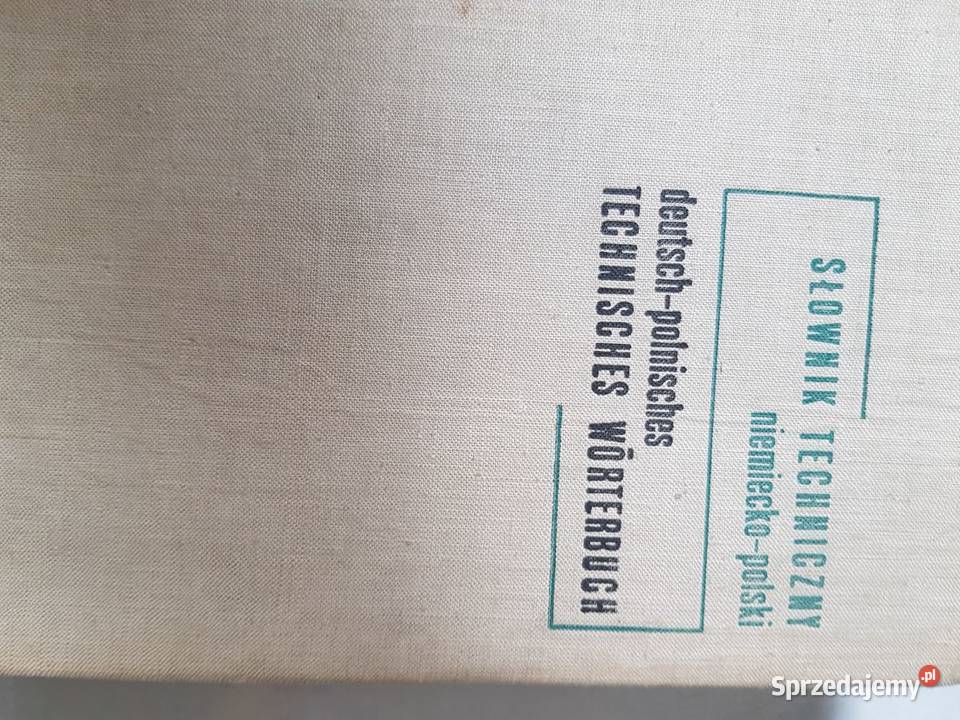 SŁOWNIK TECHNICZNY
niemiecko-polski
deutsch-polnisches
TECHNISCHES WÖRTERBUCH
Sprzedajemy.pl